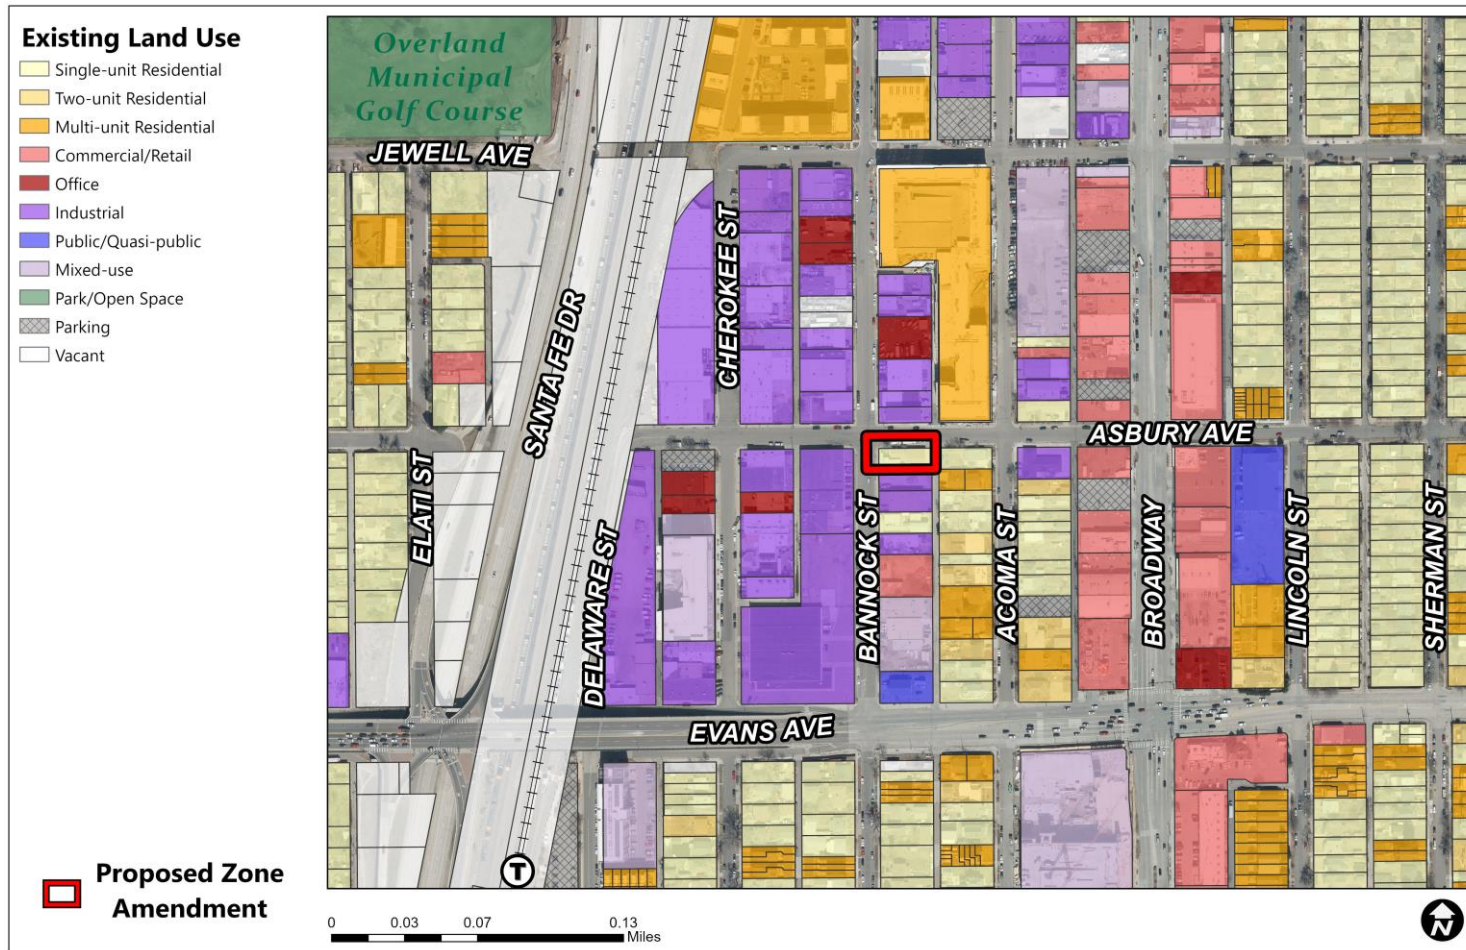 Existing Land Use
Single-unit Residential
Two-unit Residential
Multi-unit Residential
Commercial/Retail
Office
Industrial
Public/Quasi-public
Mixed-use
Park/Open Space
Parking
Vacant
Proposed Zone
Amendment
Overland
Municipal
Golf Course
JEWELL AVE
SANTA FE DR
CHEROKEE ST
ASBURY AVE
ELATI ST
DELAWARE ST
BANNOCK ST
ACOMA ST
BROADWAY
LINCOLN ST
SHERMAN ST
EVANS AVE
T
0 0.03 0.07 0.13
Miles
N